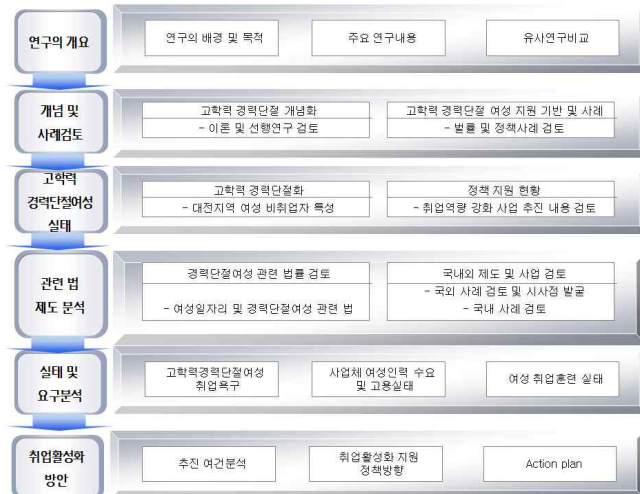 연구의 개요
연구의 배경 및 목적
주요 연구내용
유사연구비교
개념 및
사례검토
고학력 경력단절 개념화
- 이론 및 선행연구 검토
고학력 경력단절 여성 지원 기반 및 사례
- 벌률 및 정책사례 검토
고학력
경력단절여성
실태
고학력 경력단절화
- 대전지역 여성 비취업자 특성
정책 지원 현황
- 취업역량 강화 사업 추진 내용 검토
관련 법
제도 분석
경력단절여성 관련 법률 검토
- 여성일자리 및 경력단절여성 관련 법
국내외 제도 및 사업 검토
- 국외 사례 검토 및 시사점 발굴
- 국내 사례 검토
실태 및
요구분석
고학력경력단절여성
취업욕구
사업체 여성인력 수요
및 고용실태
여성 취업훈련 실태
취업활성화
방안
추진 여건분석
취업활성화 지원
정책방향
Action plan